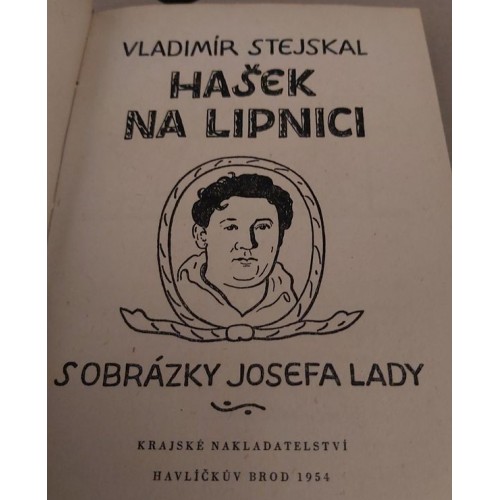 VLADIMÍR STEJSKAL
HAŠEK
NA LIPNICI
S OBRÁZKY JOSEFA LADY
KRAJSKÉ NAKLADATELSTVÍ
HAVLÍČKŮV BROD 1954